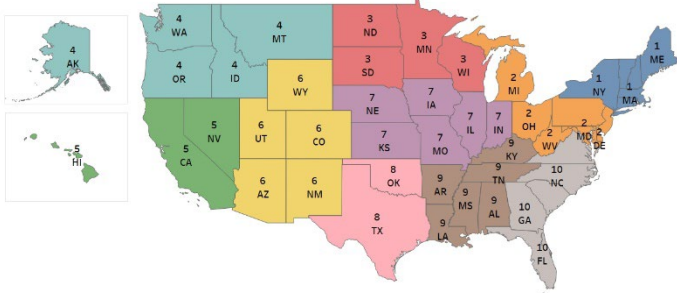 4
AK
5
HI
4
WA
4
OR
4
ID
4
MT
6
WY
5
NV
5
CA
6
UT
6
CO
6
AZ
6
NM
3
ND
3
SD
3
MN
3
WI
7
NE
7
IA
7
KS
7
MO
7
IL
7
IN
8
OK
8
TX
2
MI
2
OH
2
WV
2
MD
2
DE
1
NY
1
MA
1
ME
9
KY
9
TN
9
AR
9
MS
9
AL
9
LA
10
NC
10
GA
10
FL